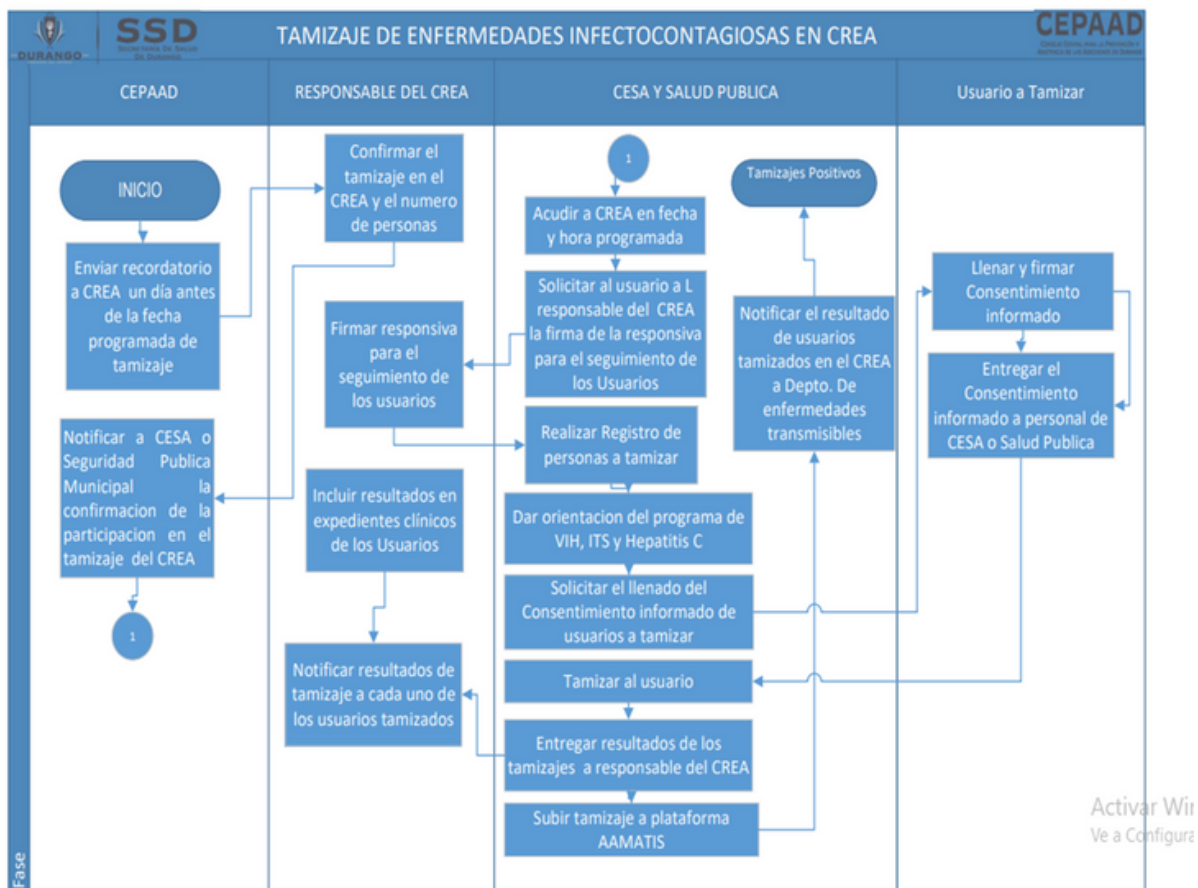 DURANGO
SSD
SECRETARÍA DE SALUD
DE DURANGO
TAMIZAJE DE ENFERMEDADES INFECTOCONTAGIOSAS EN CREA
CEPAAD
CEPAAD
RESPONSABLE DEL CREA
CESA Y SALUD PUBLICA
Usuario a Tamizar
INICIO
Enviar recordatorio
a CREA un día antes
de la fecha
programada de
tamizaje
Notificar a CESA o
Seguridad Publica
Municipal la
confirmacion de la
participacion en el
tamizaje del CREA
1
Confirmar el
tamizaje en el
CREA y el numero
de personas
Firmar responsiva
para el
seguimiento de
los usuarios
Incluir resultados en
expedientes clínicos
de los Usuarios
Notificar resultados de
tamizaje a cada uno de
los usuarios tamizados
1
Acudir a CREA en fecha
y hora programada
Solicitar al usuario a L
responsable del CREA
la firma de la responsiva
para el seguimiento de
los Usuarios
Realizar Registro de
personas a tamizar
Dar orientacion del programa de
VIH, ITS y Hepatitis C
Solicitar el llenado del
Consentimiento informado de
usuarios a tamizar
Tamizar al usuario
Entregar resultados de los
tamizajes a responsable del CREA
Subir tamizaje a plataforma
AAMATIS
Tamizajes Positivos
Notificar el resultado
de usuarios
tamizados en el CREA
a Depto. De
enfermedades
transmisibles
Llenar y firmar
Consentimiento
informado
Entregar el
Consentimiento
informado a personal de
CESA o Salud Publica
Fase
Activar Win
Ve a Configura